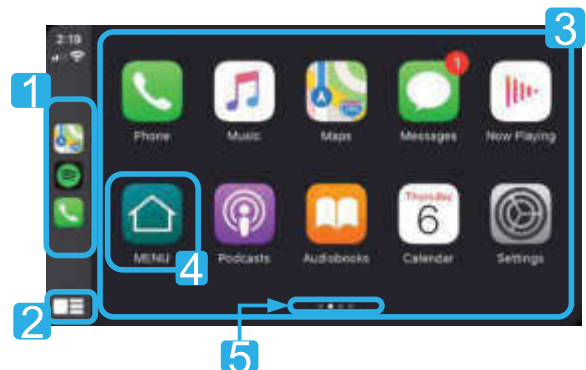 3
2:19
1
1
Phone
Music
Maps
Messages
Now Playing
Thursday
6
MENU
4
Podcasts
Audiobooks
Calendar
Settings
2
5